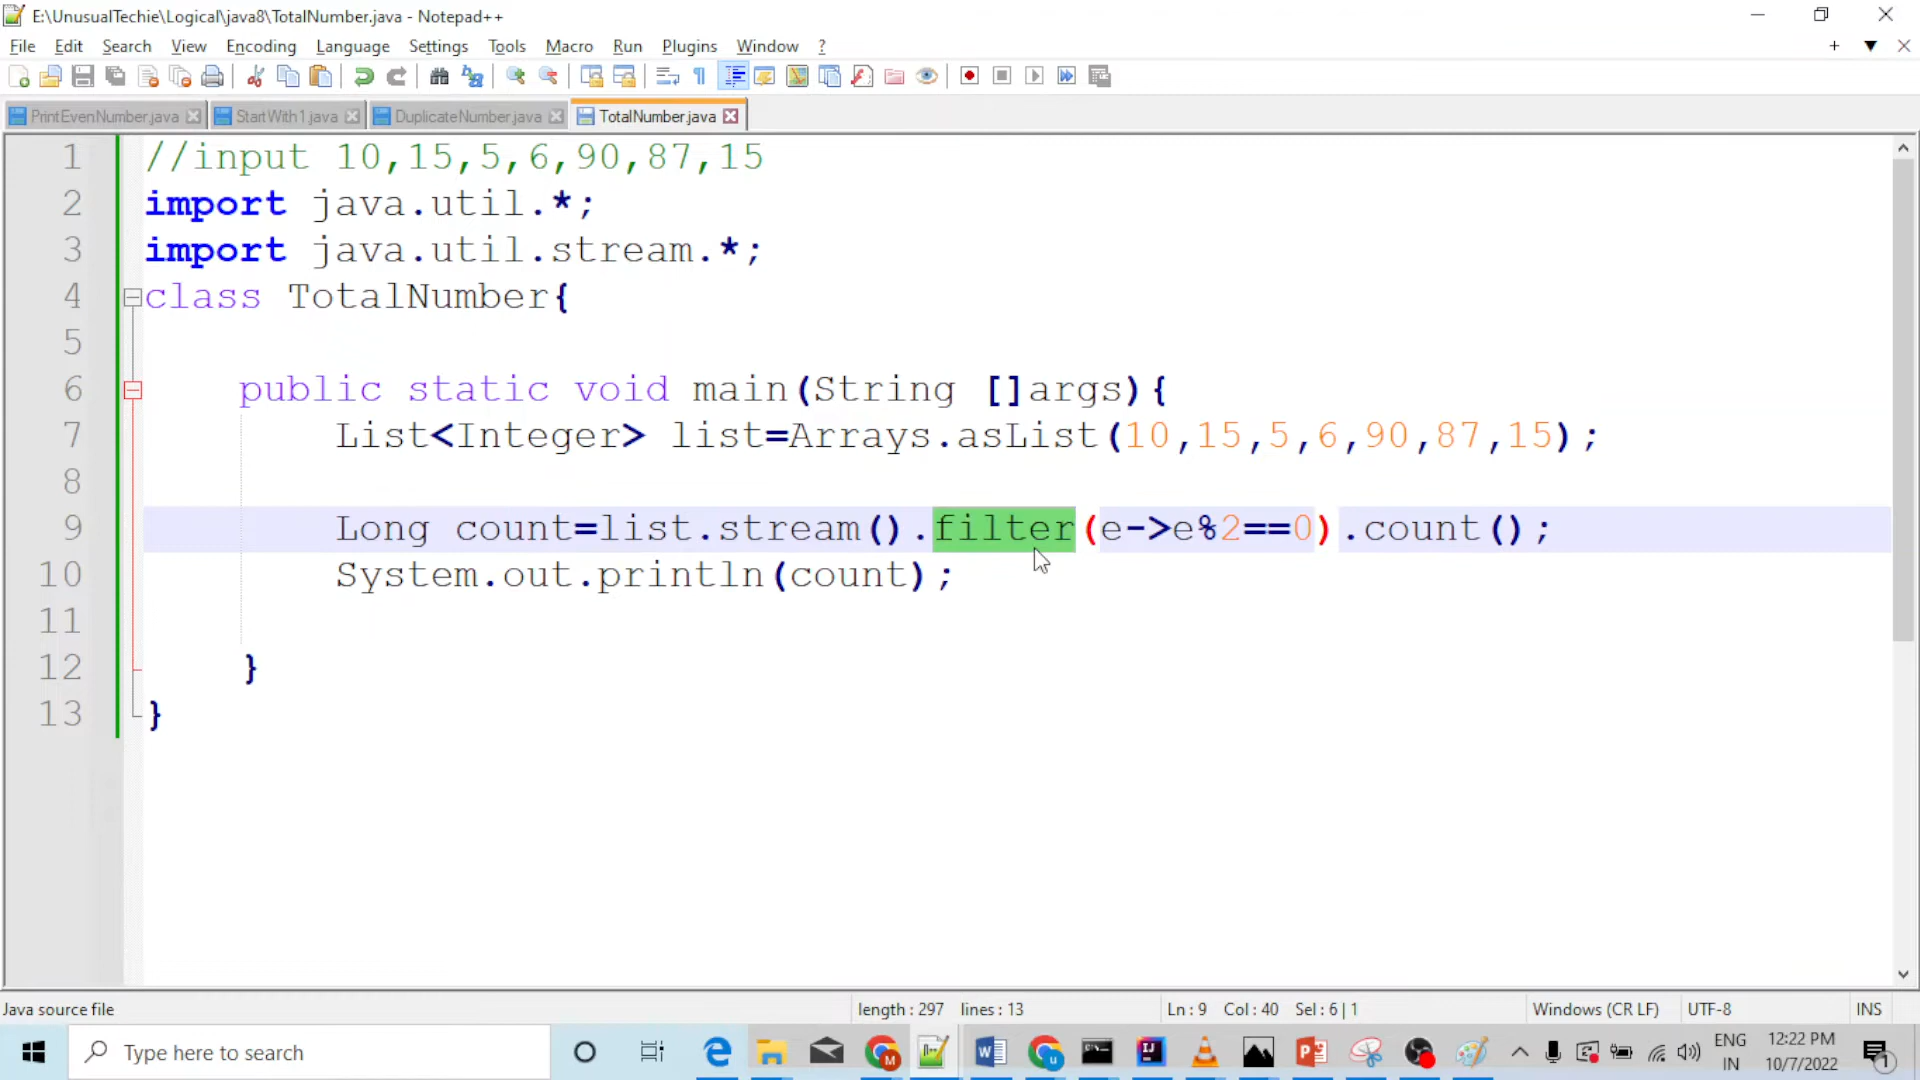 E:\UnusualTechie\Logical\java8\TotalNumber.java - Notepad++
File Edit Search View Encoding Language Settings Tools Macro Run Plugins Window ?
PrintEvenNumber.java StartWith1.java DuplicateNumber.java TotalNumber.java
1 //input 10,15,5,6,90,87,15
2 import java.util.*;
3 import java.util.stream.*;
4 class TotalNumber{
5
6 public static void main(String []args){
7 List<Integer> list=Arrays.asList(10,15,5,6,90,87,15);
8
9 Long count=list.stream().filter(e->e%2==0).count();
10 System.out.println(count);
11
12 }
13 }
Java source file length : 297 lines : 13 Ln : 9 Col : 40 Sel : 6 | 1 Windows (CR LF) UTF-8 INS
Type here to search ENG 12:22 PM
IN 10/7/2022 1